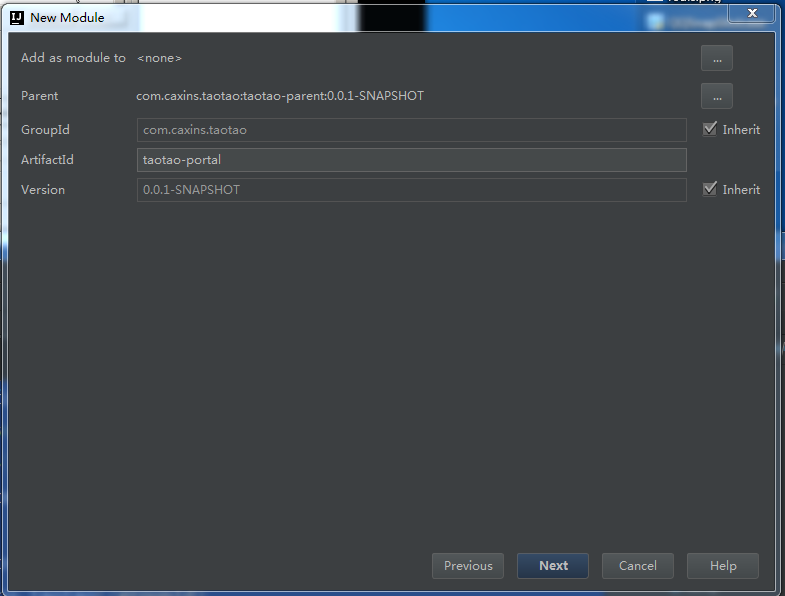 New Module
Add as module to <none> ...
Parent com.caxins.taotao:taotao-parent:0.0.1-SNAPSHOT ...
GroupId com.caxins.taotao Inherit
ArtifactId taotao-portal
Version 0.0.1-SNAPSHOT Inherit
Previous Next Cancel Help